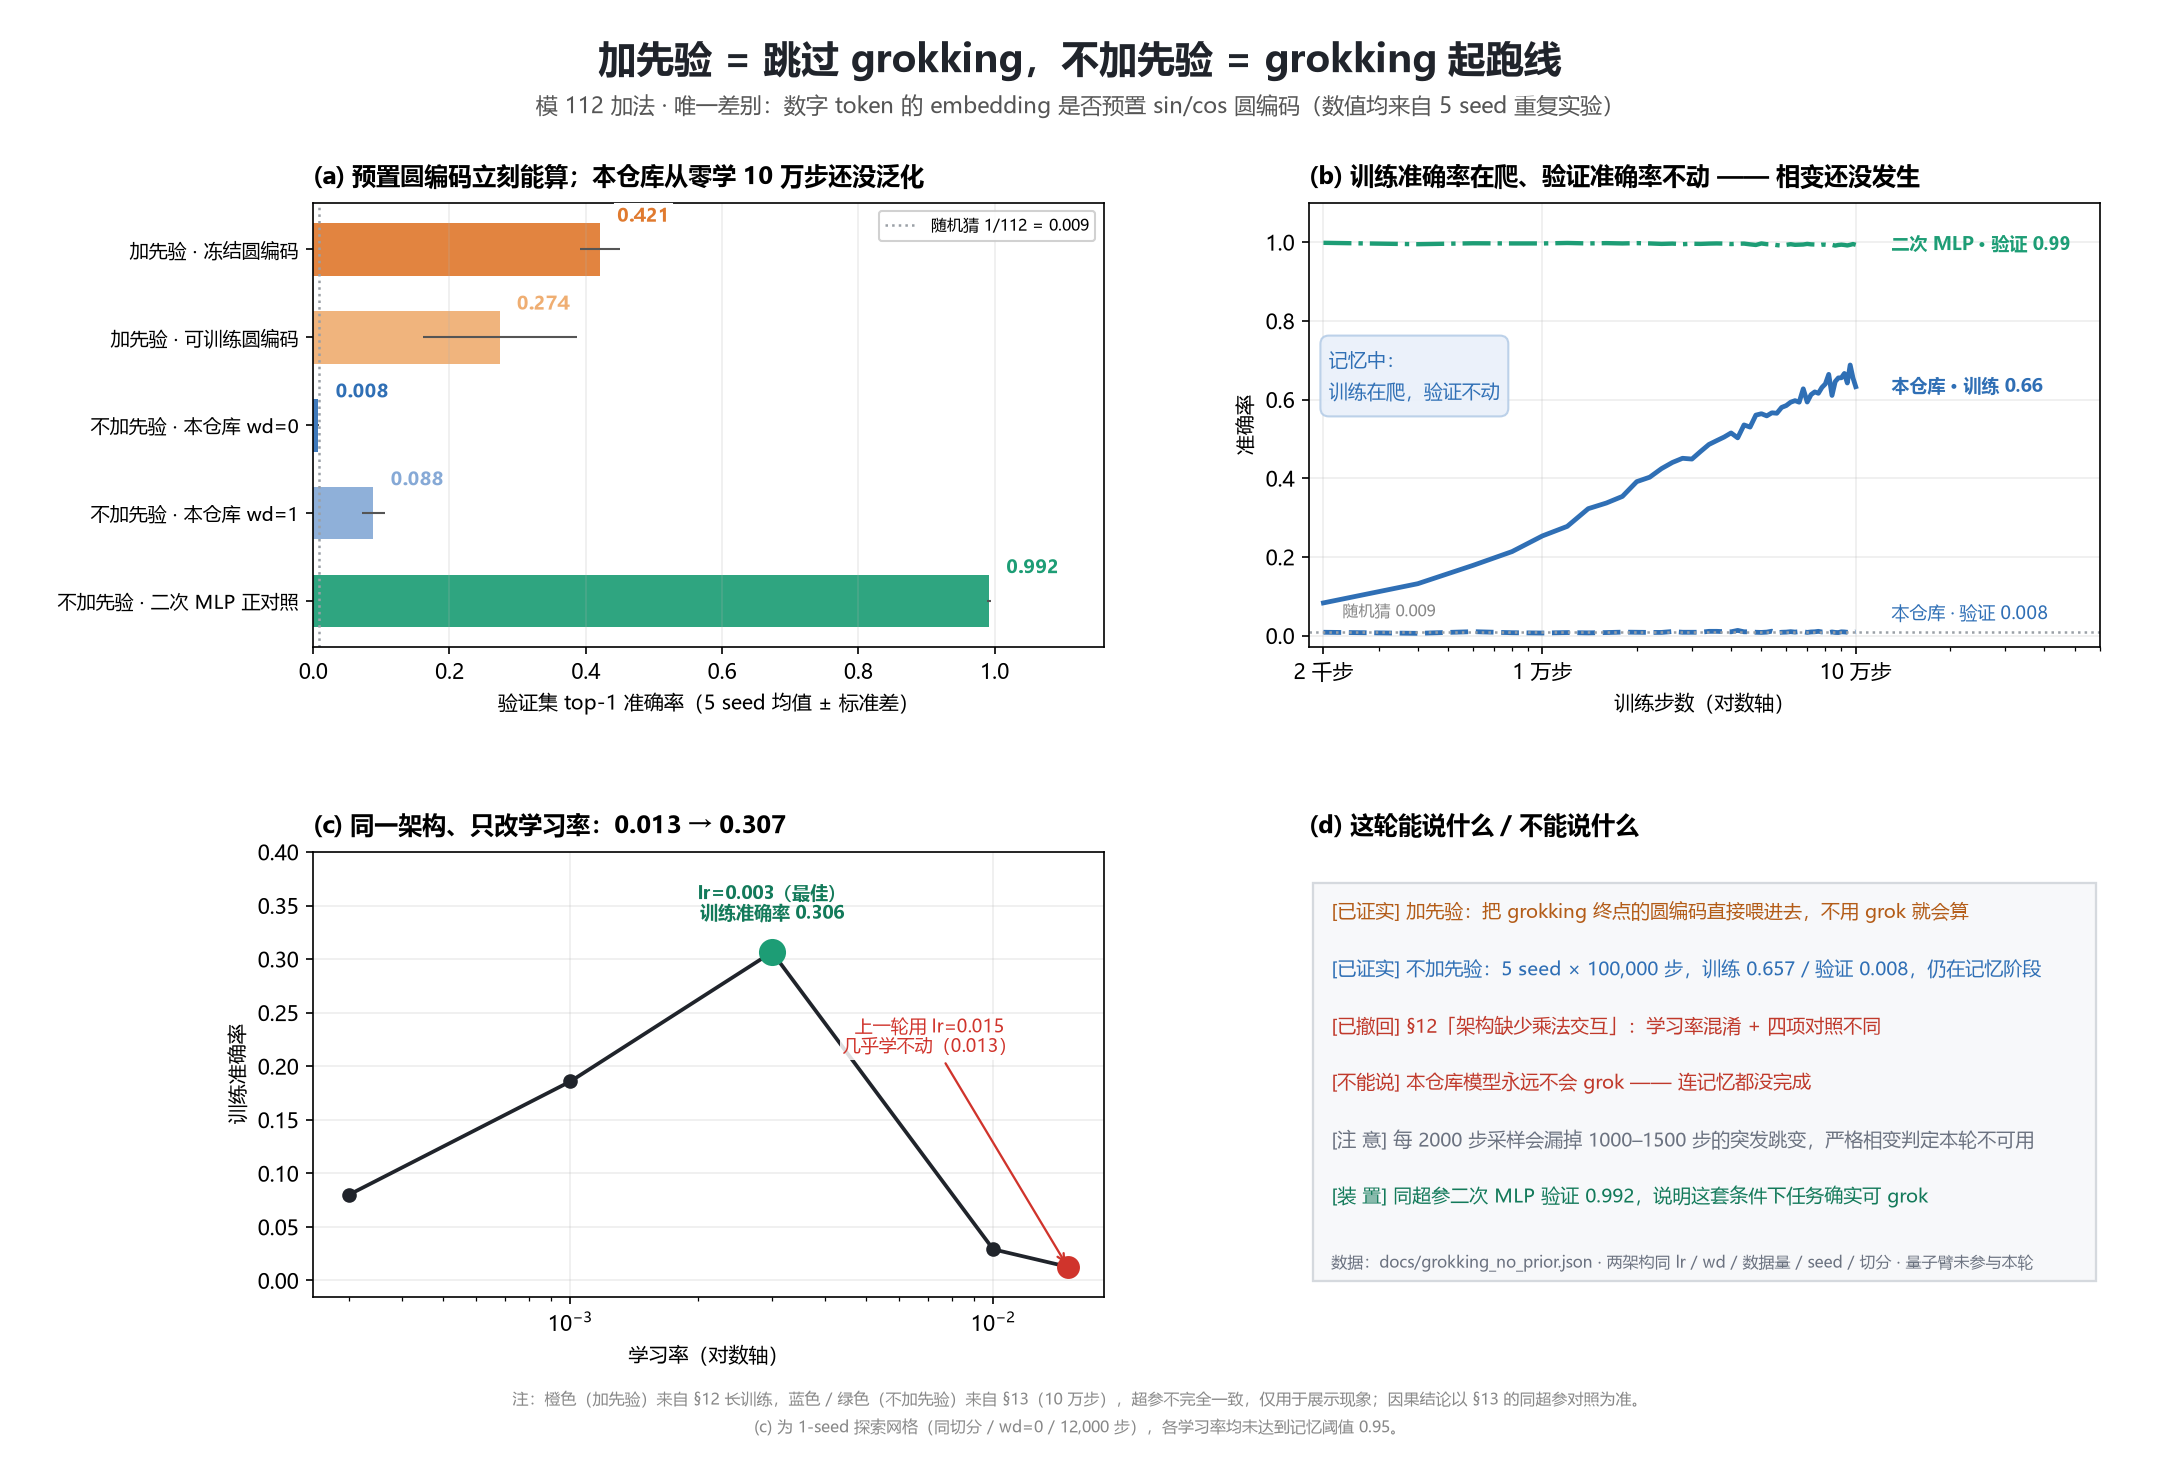 加先验 = 跳过 grokking，不加先验 = grokking 起跑线
模 112 加法 · 唯一差别：数字 token 的 embedding 是否预置 sin/cos 圆编码（数值均来自 5 seed 重复实验）
(a) 预置圆编码立刻能算；本仓库从零学 10 万步还没泛化
随机猜 1/112 = 0.009
加先验 · 冻结圆编码
0.421
加先验 · 可训练圆编码
0.274
不加先验 · 本仓库 wd=0
0.008
不加先验 · 本仓库 wd=1
0.088
不加先验 · 二次 MLP 正对照
0.992
0.0 0.2 0.4 0.6 0.8 1.0
验证集 top-1 准确率（5 seed 均值 ± 标准差）
(b) 训练准确率在爬、验证准确率不动 —— 相变还没发生
准确率
1.0
0.8
0.6
0.4
0.2
0.0
二次 MLP · 验证 0.99
记忆中：
训练在爬，验证不动
本仓库 · 训练 0.66
随机猜 0.009
本仓库 · 验证 0.008
2 千步 1 万步 10 万步
训练步数（对数轴）
(c) 同一架构、只改学习率：0.013 → 0.307
训练准确率
0.40
0.35
0.30
0.25
0.20
0.15
0.10
0.05
0.00
lr=0.003（最佳）
训练准确率 0.306
上一轮用 lr=0.015
几乎学不动（0.013）
10⁻³ 10⁻²
学习率（对数轴）
(d) 这轮能说什么 / 不能说什么
[已证实] 加先验：把 grokking 终点的圆编码直接喂进去，不用 grok 就会算
[已证实] 不加先验：5 seed × 100,000 步，训练 0.657 / 验证 0.008，仍在记忆阶段
[已撤回] §12「架构缺少乘法交互」：学习率混淆 + 四项对照不同
[不能说] 本仓库模型永远不会 grok —— 连记忆都没完成
[注 意] 每 2000 步采样会漏掉 1000–1500 步的突发跳变，严格相变判定本轮不可用
[装 置] 同超参二次 MLP 验证 0.992，说明这套条件下任务确实可 grok
数据：docs/grokking_no_prior.json · 两架构同 lr / wd / 数据量 / seed / 切分 · 量子臂未参与本轮
注：橙色（加先验）来自 §12 长训练，蓝色 / 绿色（不加先验）来自 §13（10 万步），超参不完全一致，仅用于展示现象；因果结论以 §13 的同超参对照为准。
(c) 为 1-seed 探索网格（同切分 / wd=0 / 12,000 步），各学习率均未达到记忆阈值 0.95。